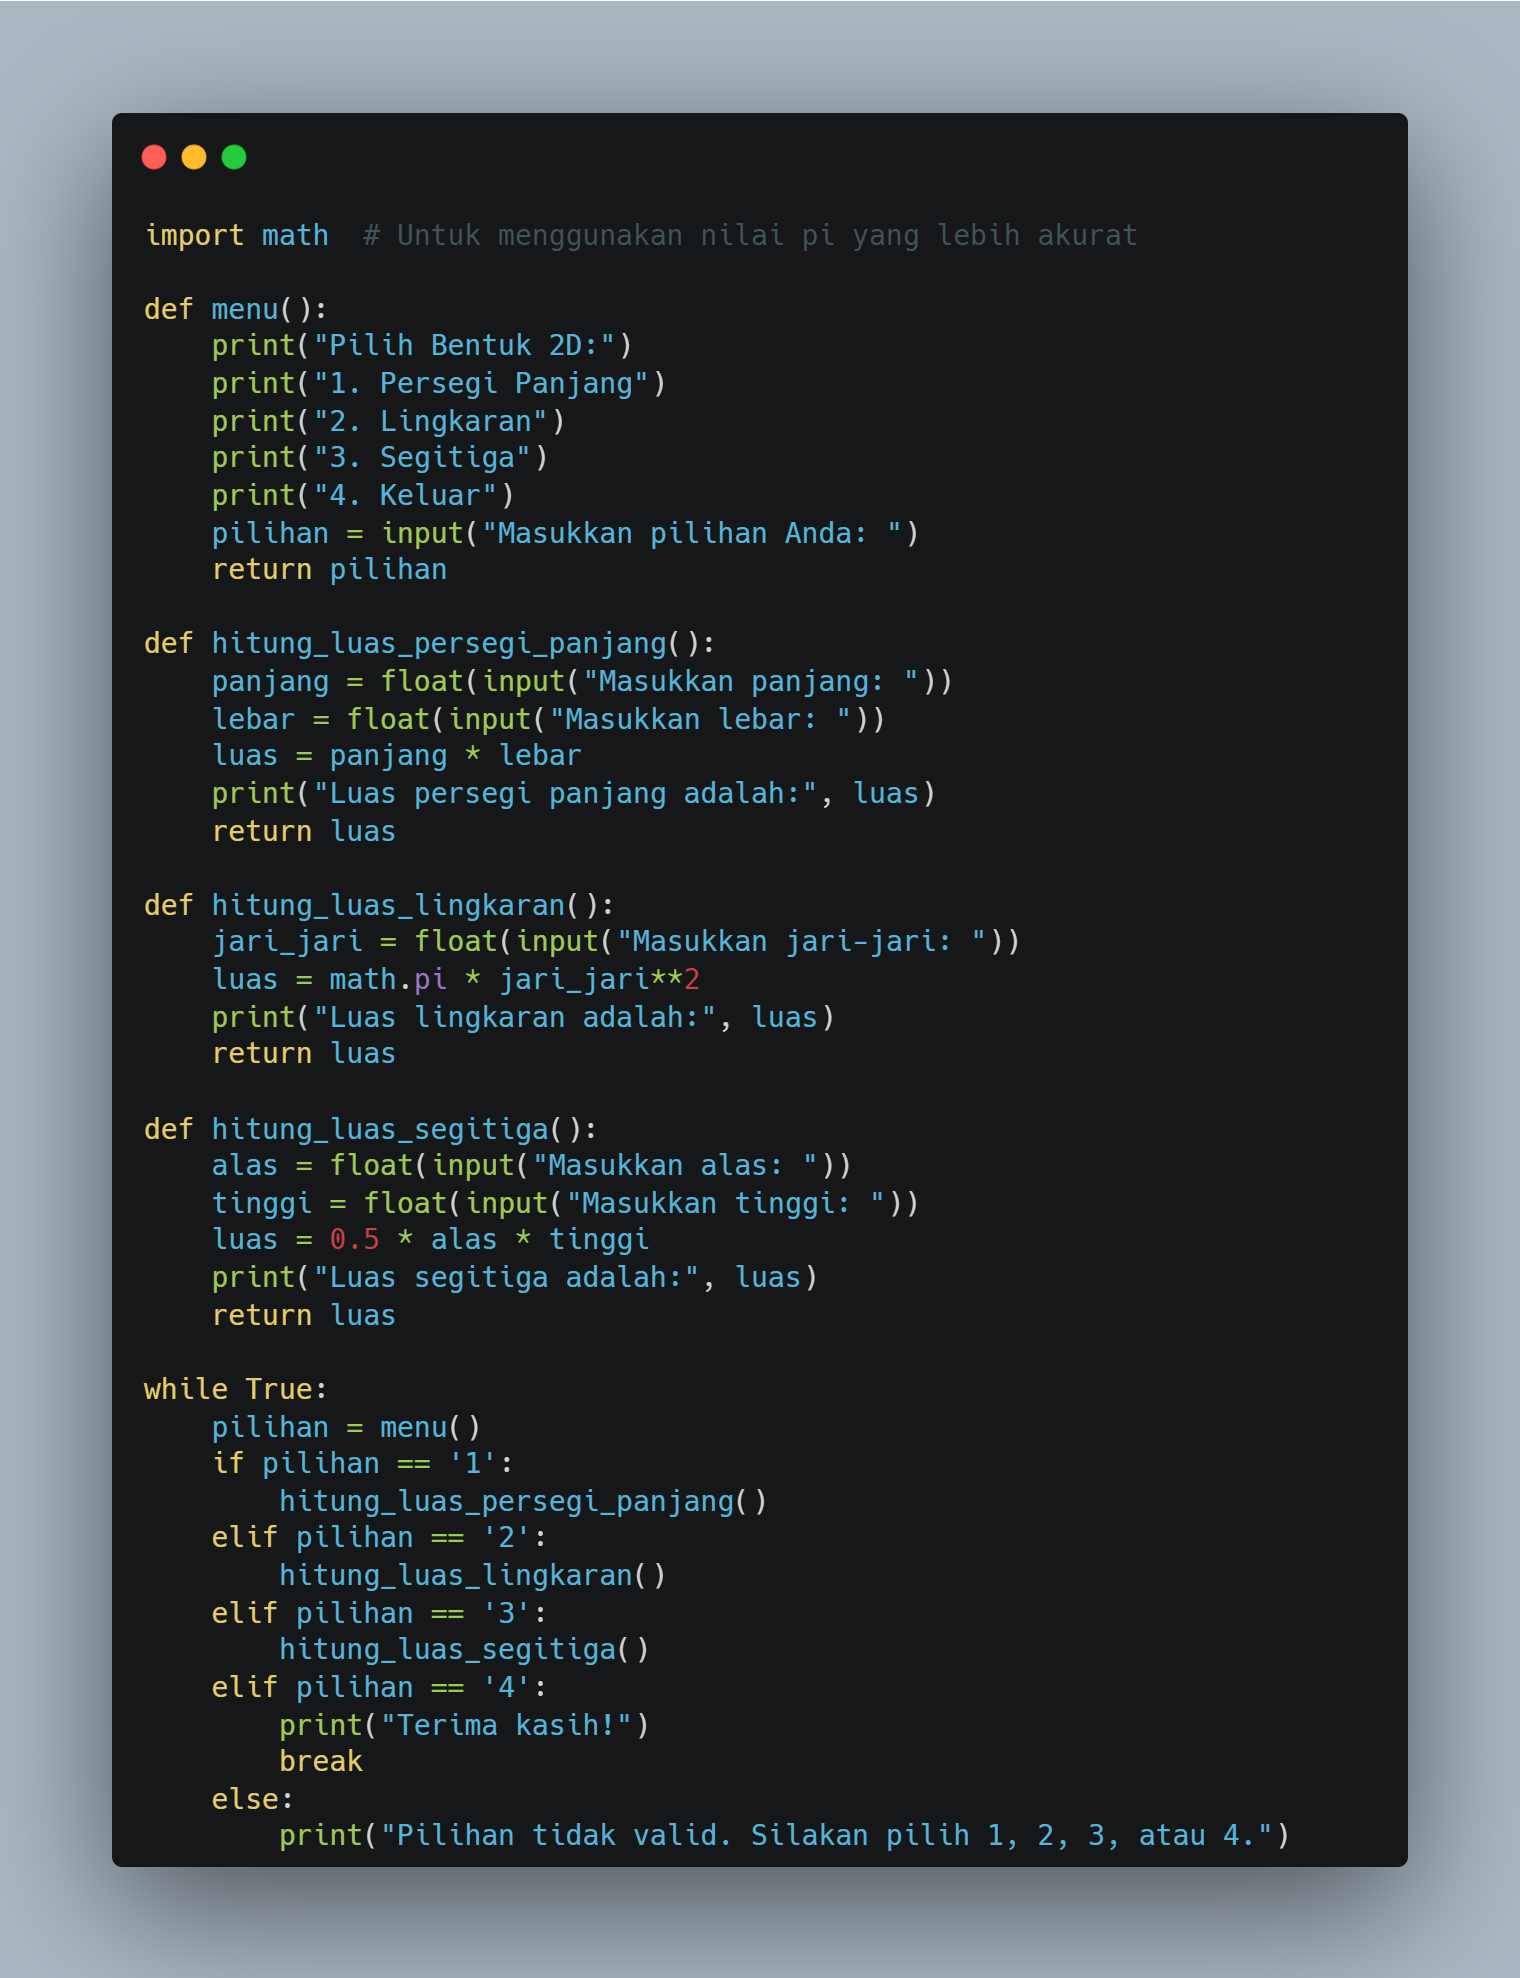 import math  # Untuk menggunakan nilai pi yang lebih akurat

def menu():
    print("Pilih Bentuk 2D:")
    print("1. Persegi Panjang")
    print("2. Lingkaran")
    print("3. Segitiga")
    print("4. Keluar")
    pilihan = input("Masukkan pilihan Anda: ")
    return pilihan

def hitung_luas_persegi_panjang():
    panjang = float(input("Masukkan panjang: "))
    lebar = float(input("Masukkan lebar: "))
    luas = panjang * lebar
    print("Luas persegi panjang adalah:", luas)
    return luas

def hitung_luas_lingkaran():
    jari_jari = float(input("Masukkan jari-jari: "))
    luas = math.pi * jari_jari**2
    print("Luas lingkaran adalah:", luas)
    return luas

def hitung_luas_segitiga():
    alas = float(input("Masukkan alas: "))
    tinggi = float(input("Masukkan tinggi: "))
    luas = 0.5 * alas * tinggi
    print("Luas segitiga adalah:", luas)
    return luas

while True:
    pilihan = menu()
    if pilihan == '1':
        hitung_luas_persegi_panjang()
    elif pilihan == '2':
        hitung_luas_lingkaran()
    elif pilihan == '3':
        hitung_luas_segitiga()
    elif pilihan == '4':
        print("Terima kasih!")
        break
    else:
        print("Pilihan tidak valid. Silakan pilih 1, 2, 3, atau 4.")